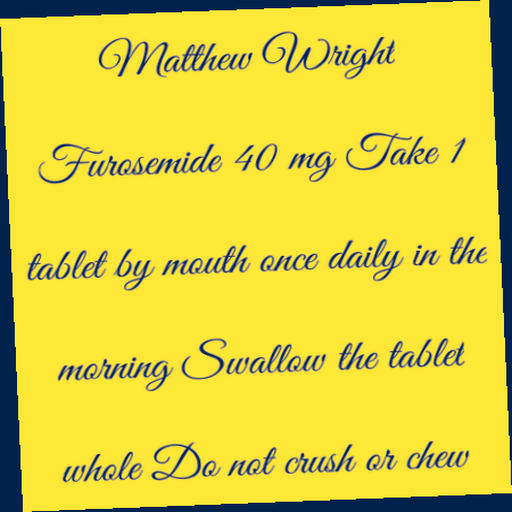 Matthew Wright
Furosemide 40 mg Take 1
tablet by mouth once daily in the
morning Swallow the tablet
whole Do not crush or chew